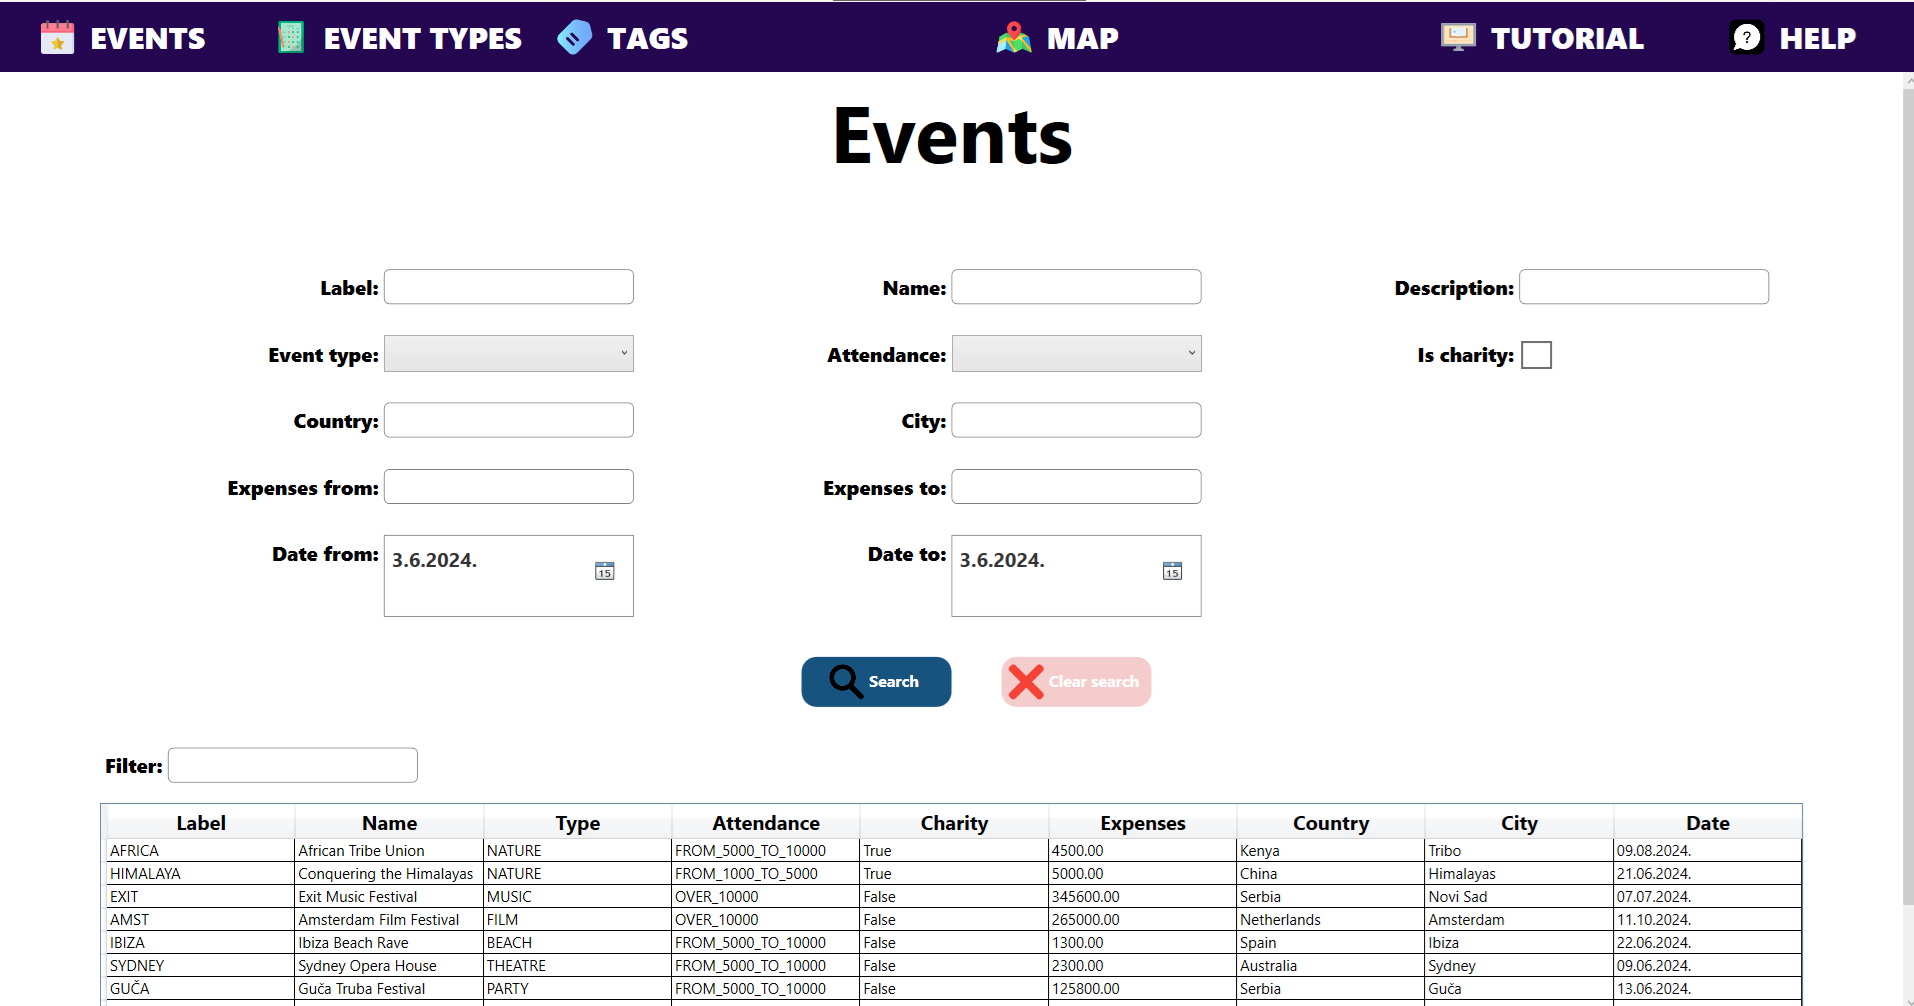 EVENTS EVENT TYPES TAGS MAP TUTORIAL ? HELP
Events
Label: Name: Description:
Event type: Attendance: Is charity:
Country: City:
Expenses from: Expenses to:
Date from: 3.6.2024. 15 Date to: 3.6.2024. 15
Search Clear search
Filter:
Label Name Type Attendance Charity Expenses Country City Date
AFRICA African Tribe Union NATURE FROM_5000_TO_10000 True 4500.00 Kenya Tribo 09.08.2024.
HIMALAYA Conquering the Himalayas NATURE FROM_1000_TO_5000 True 5000.00 China Himalayas 21.06.2024.
EXIT Exit Music Festival MUSIC OVER_10000 False 345600.00 Serbia Novi Sad 07.07.2024.
AMST Amsterdam Film Festival FILM OVER_10000 False 265000.00 Netherlands Amsterdam 11.10.2024.
IBIZA Ibiza Beach Rave BEACH FROM_5000_TO_10000 False 1300.00 Spain Ibiza 22.06.2024.
SYDNEY Sydney Opera House THEATRE FROM_5000_TO_10000 False 2300.00 Australia Sydney 09.06.2024.
GUČA Guča Truba Festival PARTY FROM_5000_TO_10000 False 125800.00 Serbia Guča 13.06.2024.